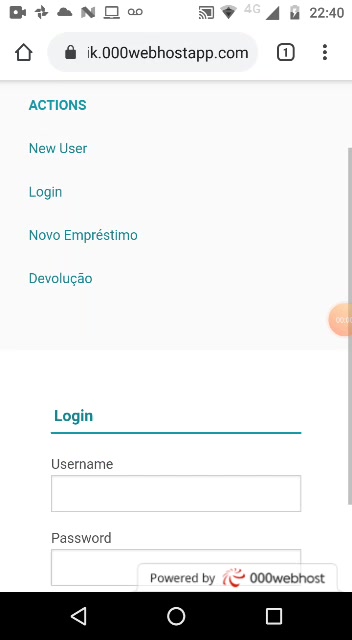 4G 22:40
ik.000webhostapp.com 1
ACTIONS
New User
Login
Novo Empréstimo
Devolução
Login
Username
Password
Powered by 000webhost